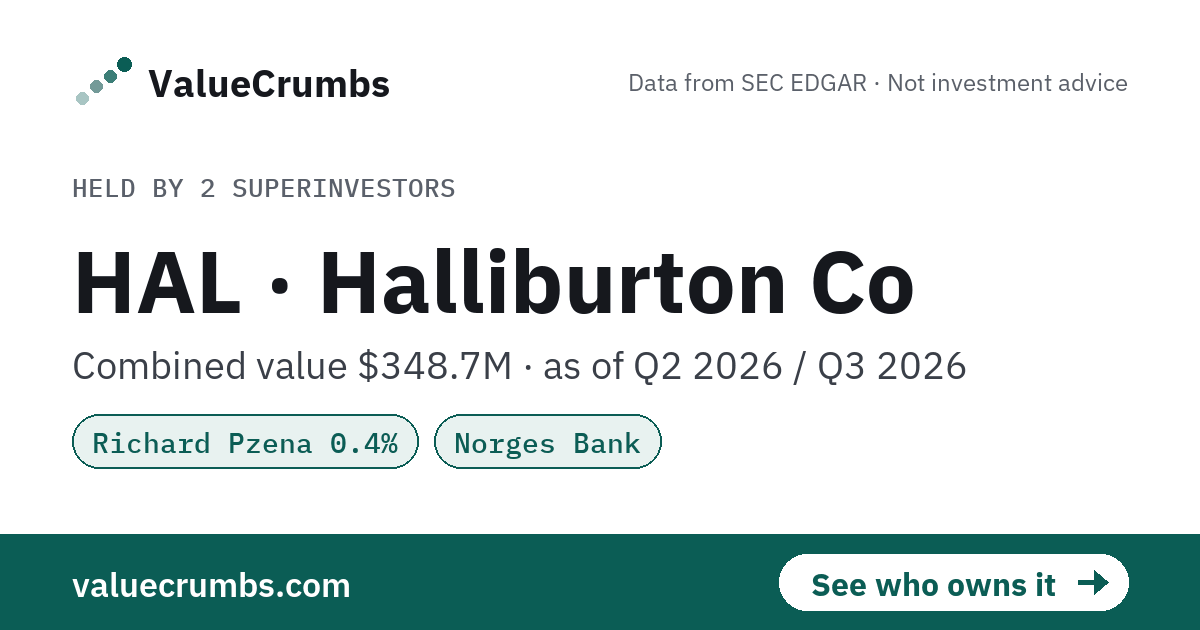 ValueCrumbs
Data from SEC EDGAR · Not investment advice
HELD BY 2 SUPERINVESTORS
HAL · Halliburton Co
Combined value $348.7M · as of Q2 2026 / Q3 2026
Richard Pzena 0.4%
Norges Bank
valuecrumbs.com
See who owns it →